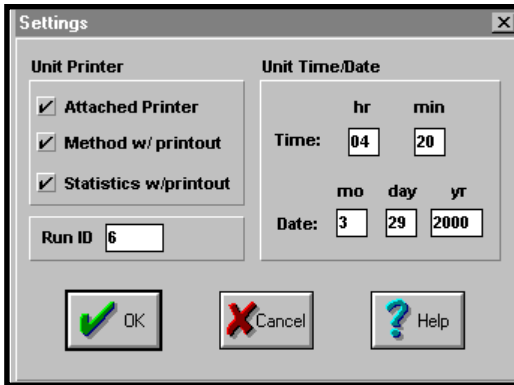 Settings
Unit Printer
Attached Printer
Method w/ printout
Statistics w/printout
Run ID 6
Unit Time/Date
hr min
Time: 04 20
mo day yr
Date: 3 29 2000
OK Cancel Help